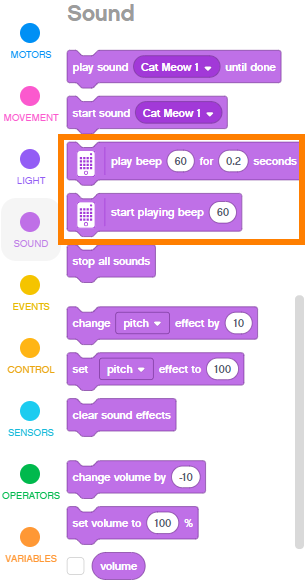 Sound
MOTORS
MOVEMENT
LIGHT
SOUND
EVENTS
CONTROL
SENSORS
OPERATORS
VARIABLES
play sound Cat Meow 1 until done
start sound Cat Meow 1
play beep 60 for 0.2 seconds
start playing beep 60
stop all sounds
change pitch effect by 10
set pitch effect to 100
clear sound effects
change volume by -10
set volume to 100 %
volume